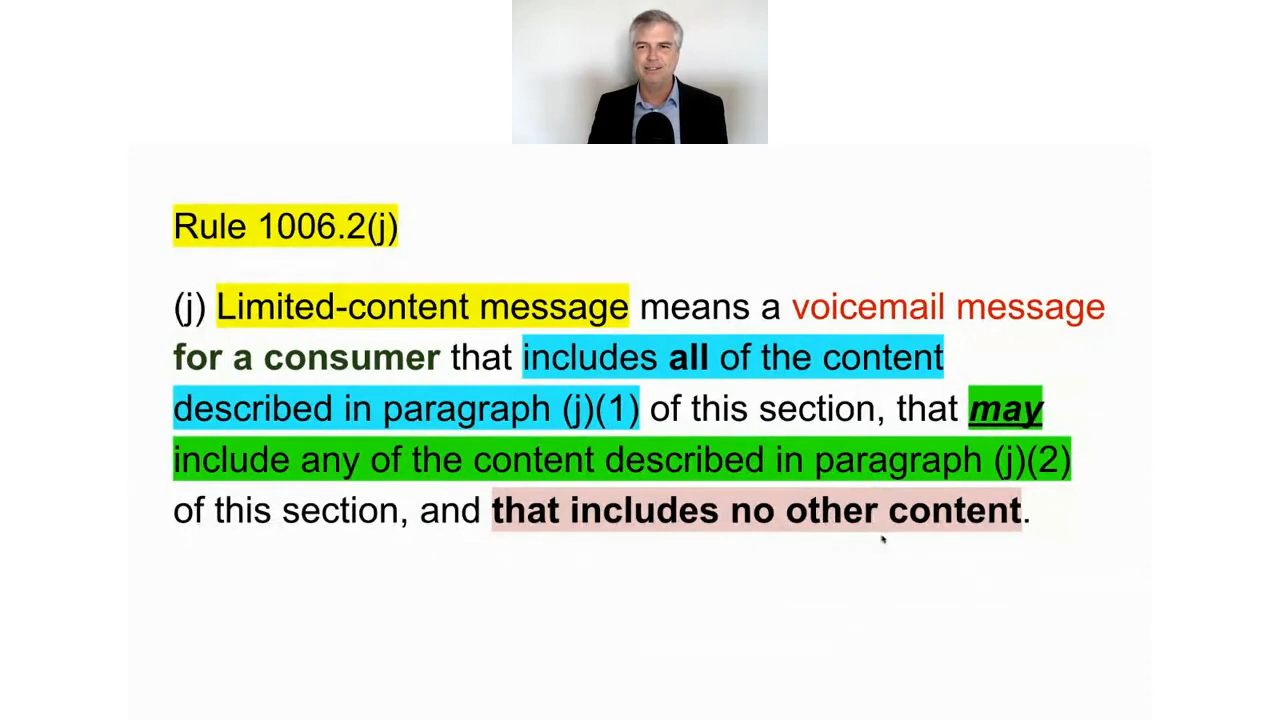 Rule 1006.2(j)
(j) Limited-content message means a voicemail message
for a consumer that includes all of the content
described in paragraph (j)(1) of this section, that may
include any of the content described in paragraph (j)(2)
of this section, and that includes no other content.